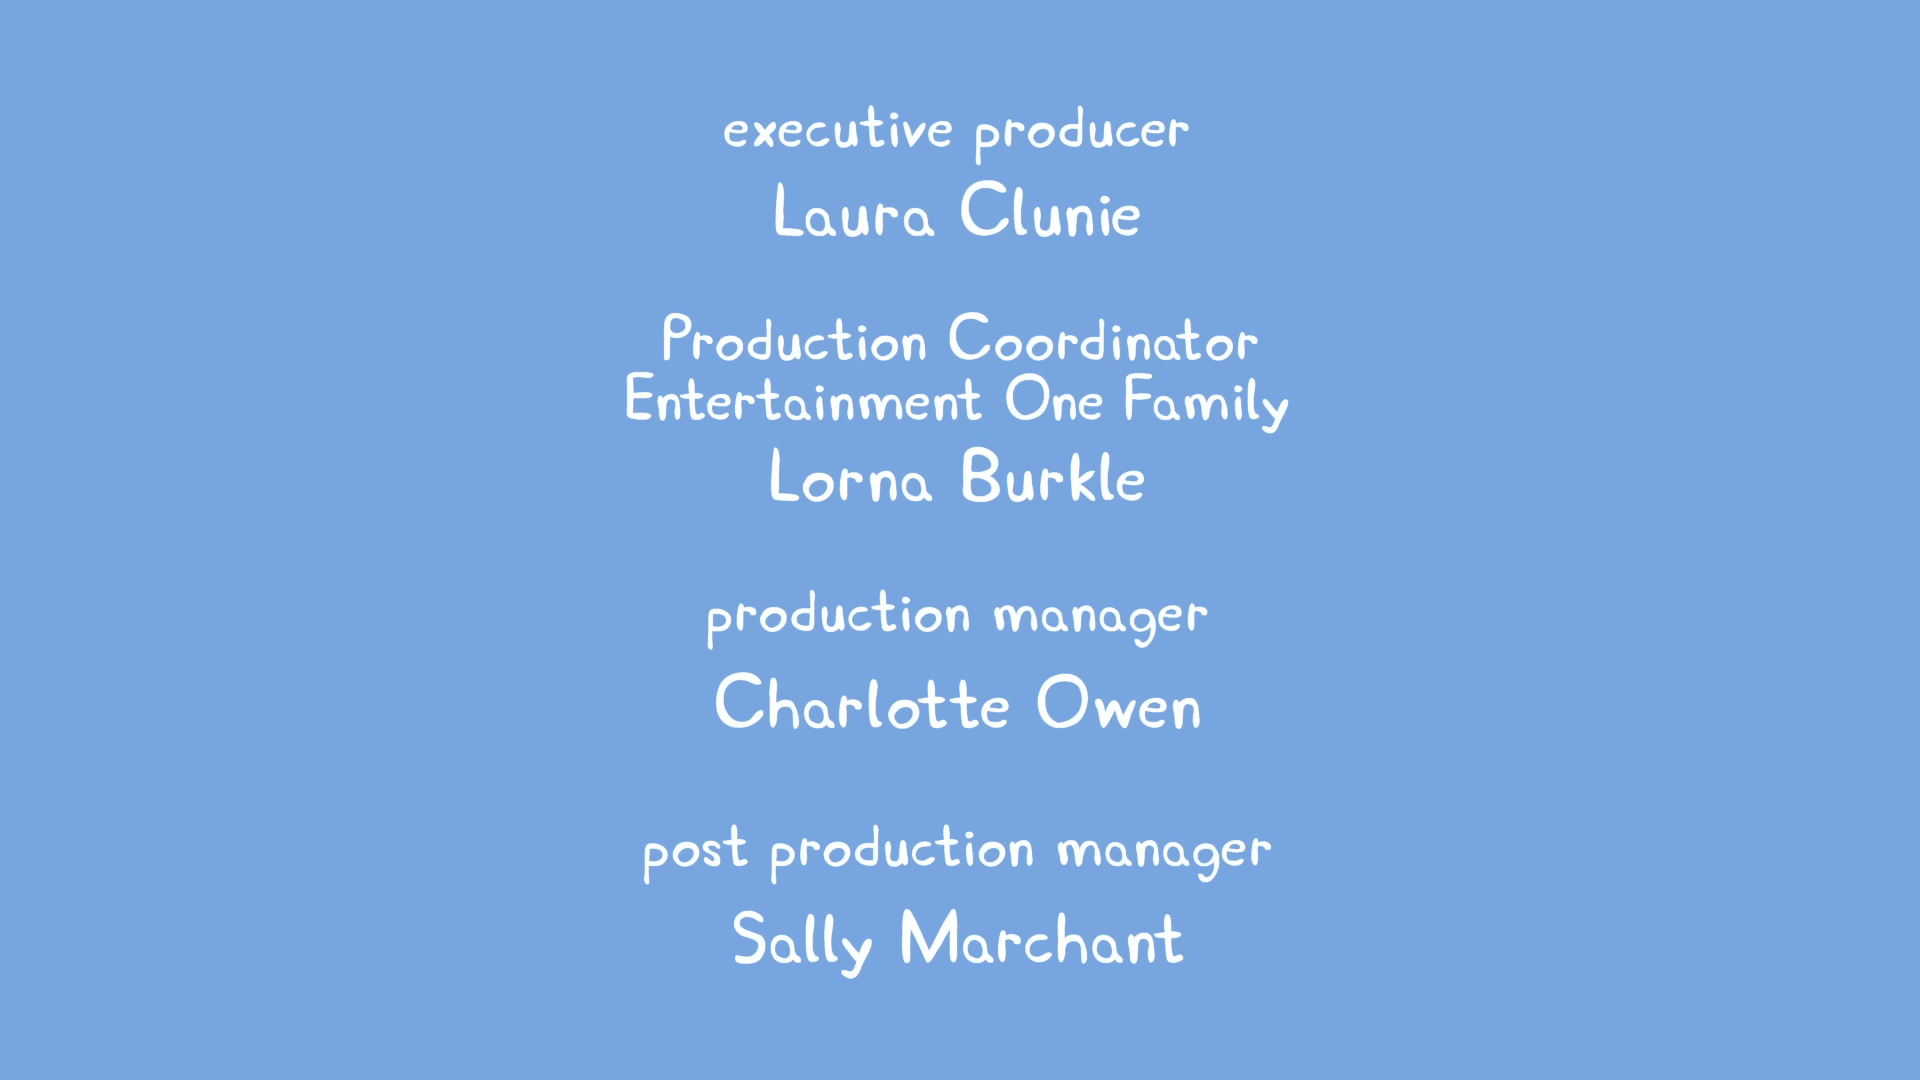 executive producer
Laura Clunie
Production Coordinator
Entertainment One Family
Lorna Burkle
production manager
Charlotte Owen
post production manager
Sally Marchant